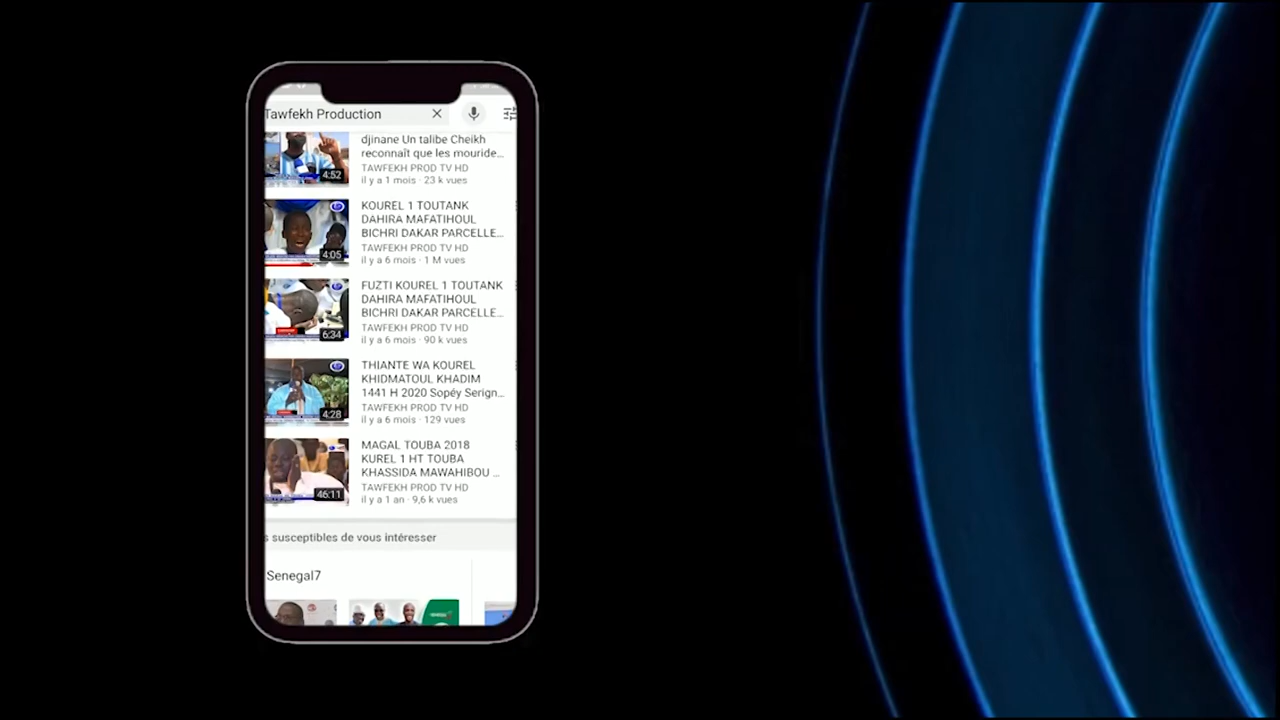 Tawfekh Production
djinane Un talibe Cheikh
reconnaît que les mouride...
TAWFEKH PROD TV HD
il y a 1 mois · 23 k vues
4:52
KOUREL 1 TOUTANK
DAHIRA MAFATIHOUL
BICHRI DAKAR PARCELLE...
TAWFEKH PROD TV HD
il y a 6 mois · 1 M vues
4:05
FUZTI KOUREL 1 TOUTANK
DAHIRA MAFATIHOUL
BICHRI DAKAR PARCELLE...
TAWFEKH PROD TV HD
il y a 6 mois · 90 k vues
6:34
THIANTE WA KOUREL
KHIDMATOUL KHADIM
1441 H 2020 Sopéy Serign...
TAWFEKH PROD TV HD
il y a 6 mois · 129 vues
4:28
MAGAL TOUBA 2018
KUREL 1 HT TOUBA
KHASSIDA MAWAHIBOU ...
TAWFEKH PROD TV HD
il y a 1 an · 9,6 k vues
46:11
s susceptibles de vous intéresser
Senegal7